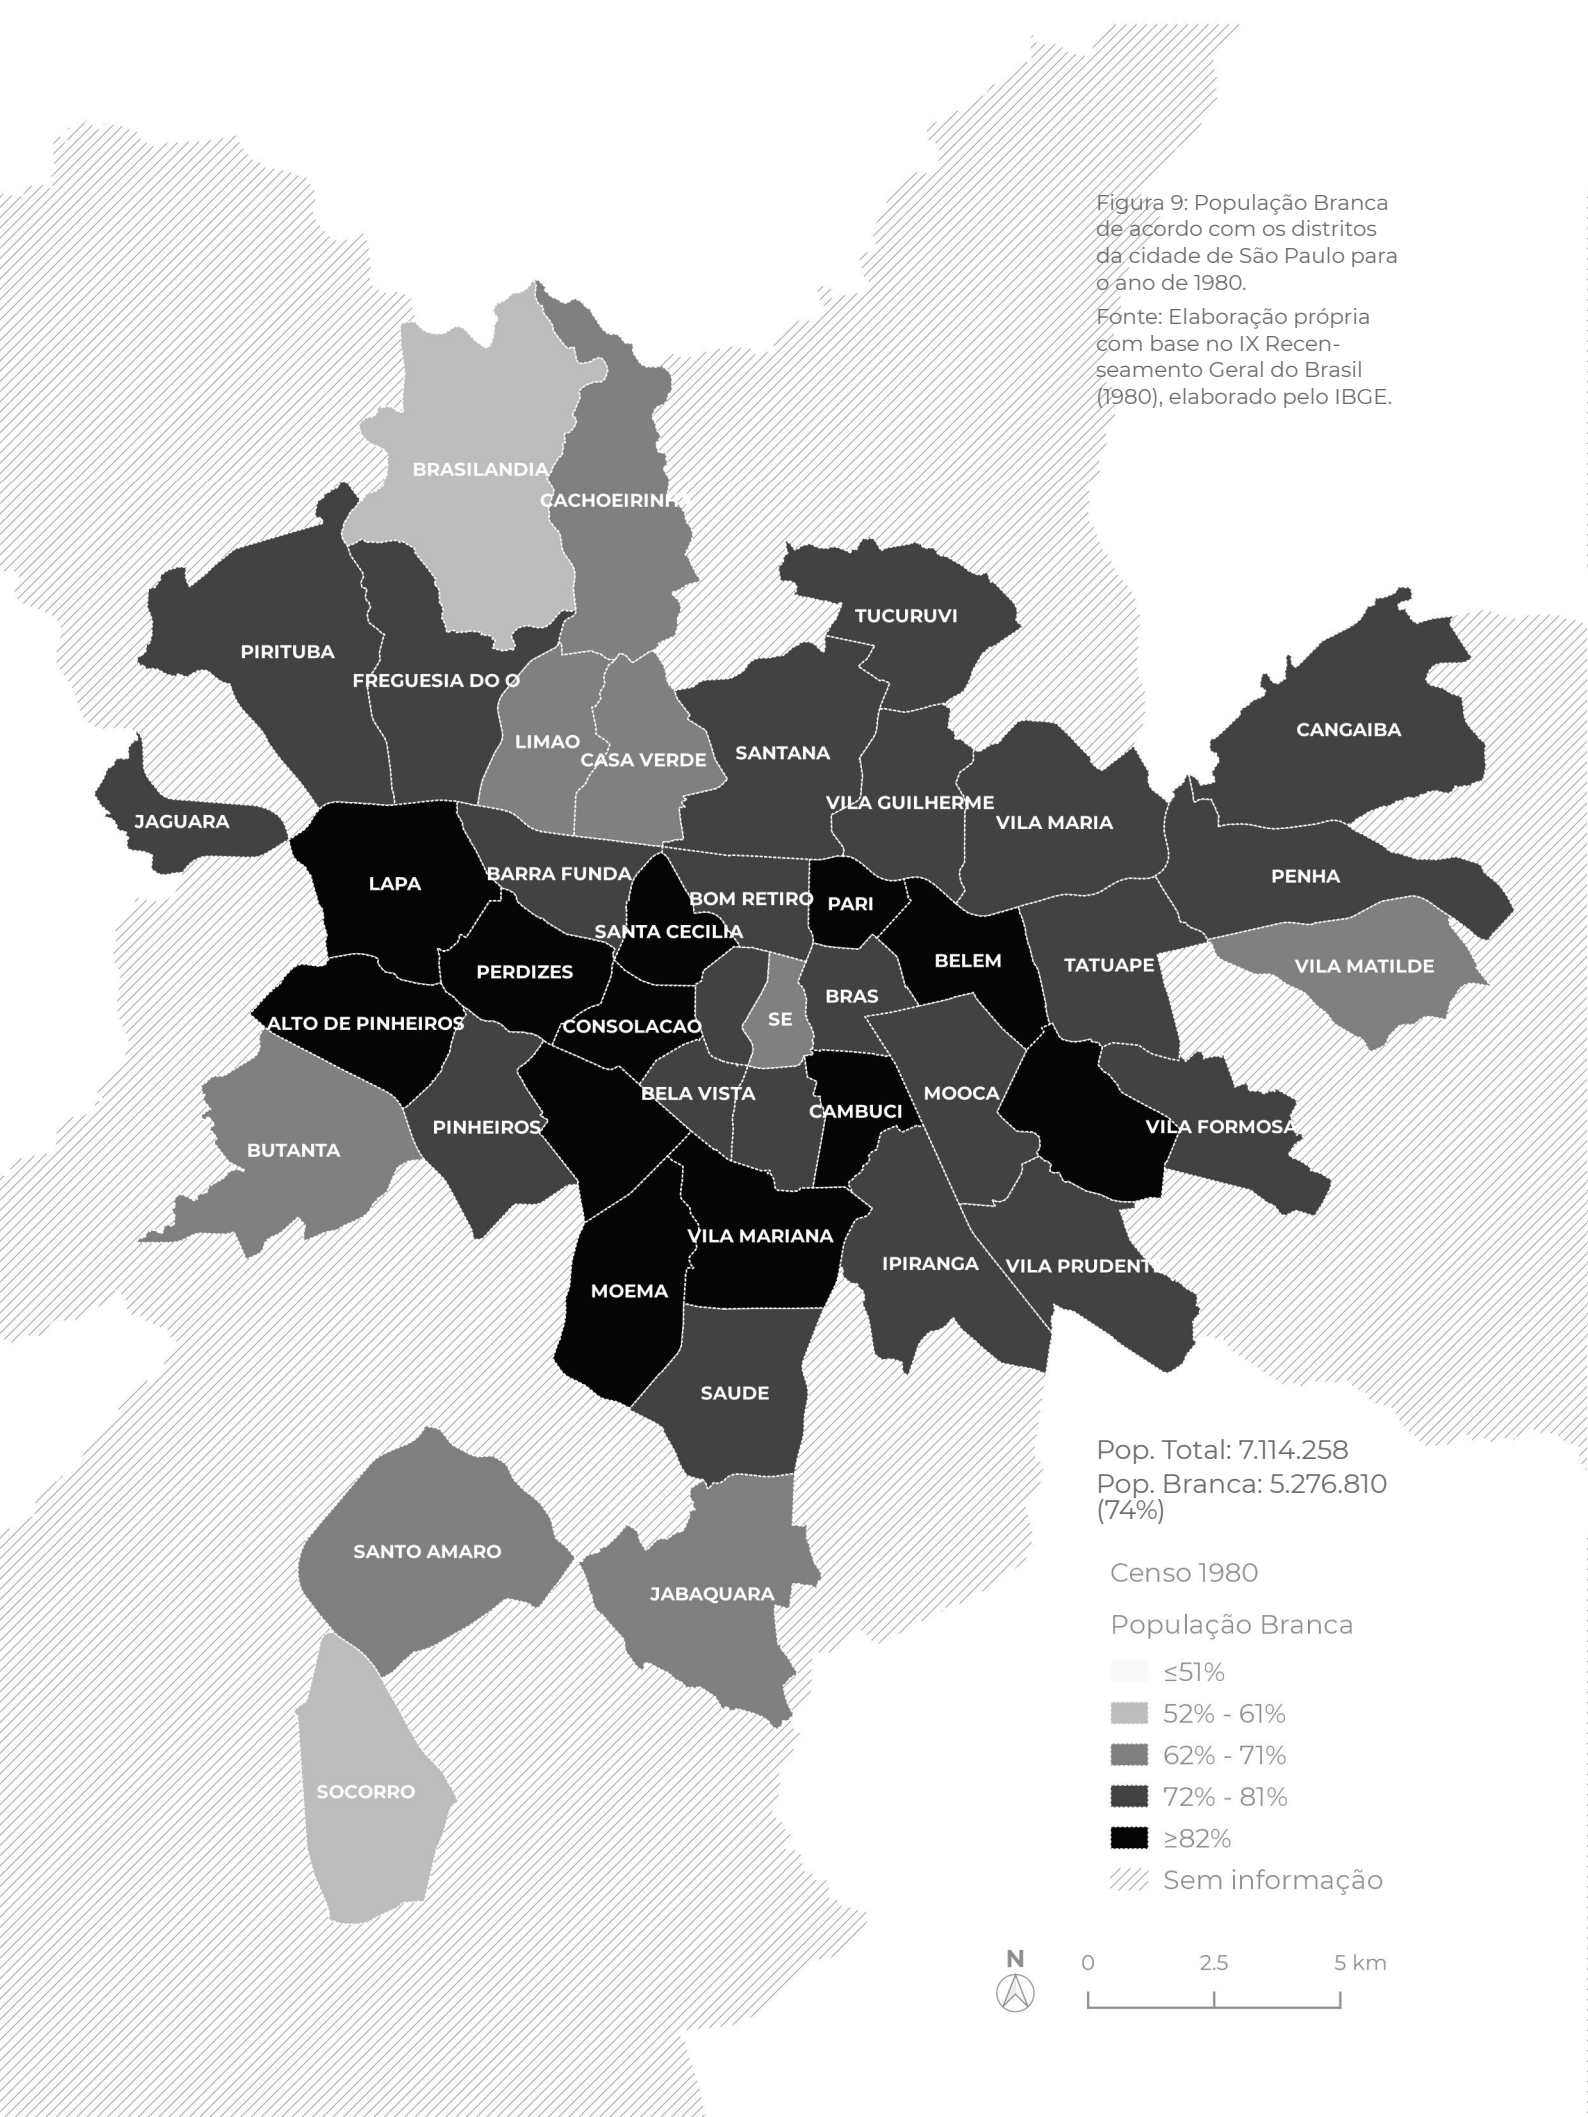 Figura 9: População Branca
de acordo com os distritos
da cidade de São Paulo para
o ano de 1980.
Fonte: Elaboração própria
com base no IX Recen-
seamento Geral do Brasil
(1980), elaborado pelo IBGE.
BRASILANDIA
CACHOEIRINHA
TUCURUVI
PIRITUBA
FREGUESIA DO O
CANGAIBA
LIMAO
CASA VERDE
SANTANA
JAGUARA
VILA GUILHERME
VILA MARIA
LAPA
BARRA FUNDA
PENHA
BOM RETIRO
PARI
SANTA CECILIA
PERDIZES
BELEM
TATUAPE
VILA MATILDE
BRAS
ALTO DE PINHEIROS
CONSOLACAO
SE
BELA VISTA
MOOCA
CAMBUCI
PINHEIROS
VILA FORMOSA
BUTANTA
VILA MARIANA
IPIRANGA
VILA PRUDENT
MOEMA
SAUDE
SANTO AMARO
JABAQUARA
SOCORRO
Pop. Total: 7.114.258
Pop. Branca: 5.276.810
(74%)
Censo 1980
População Branca
≤51%
52% - 61%
62% - 71%
72% - 81%
≥82%
Sem informação
N
0 2.5 5 km